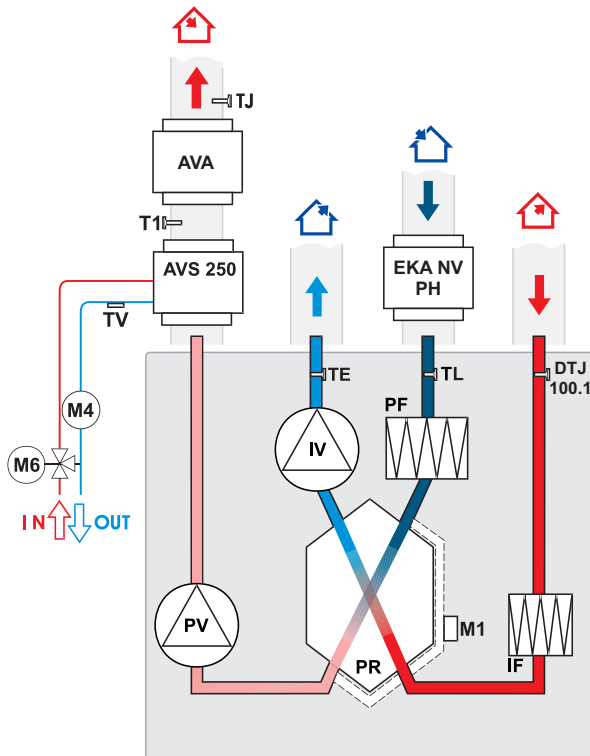 TJ
AVA
T1
AVS 250
EKA NV
PH
TV
TE
TL
DTJ
100.1
PF
M4
IV
M6
IN
OUT
PV
M1
PR
IF